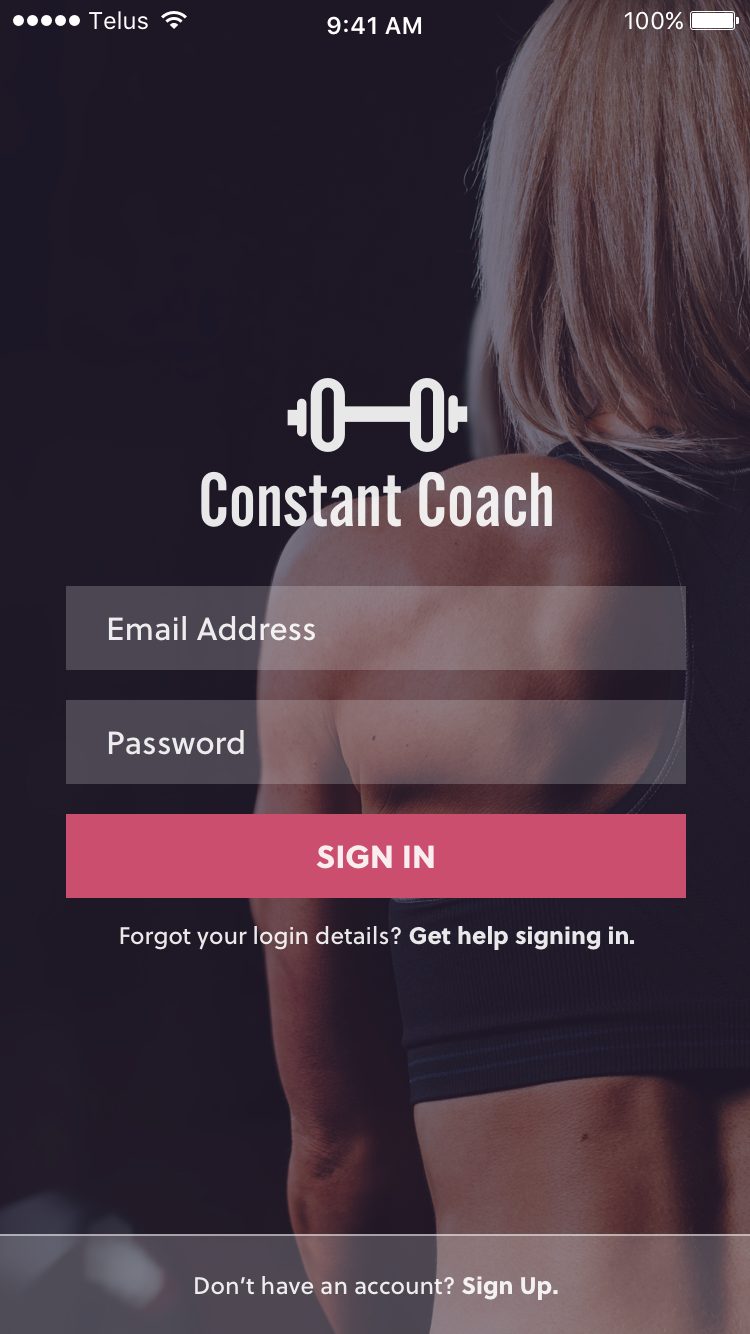 Telus 9:41 AM 100%
Constant Coach
Email Address
Password
SIGN IN
Forgot your login details? Get help signing in.
Don’t have an account? Sign Up.